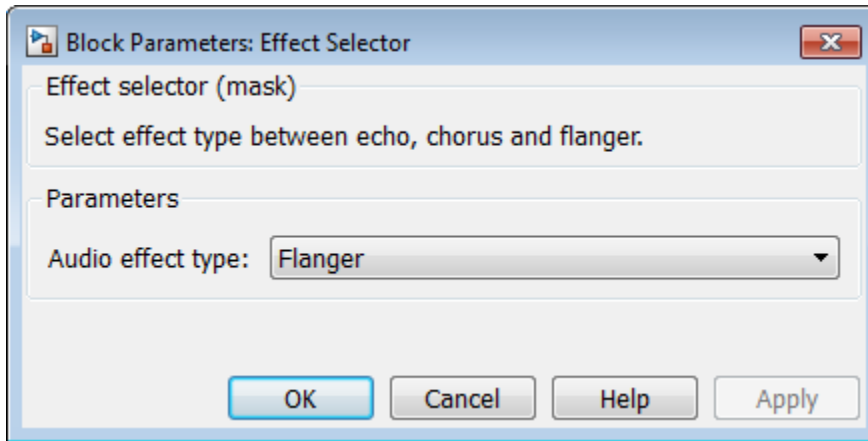 Block Parameters: Effect Selector
Effect selector (mask)
Select effect type between echo, chorus and flanger.
Parameters
Audio effect type: Flanger
OK Cancel Help Apply